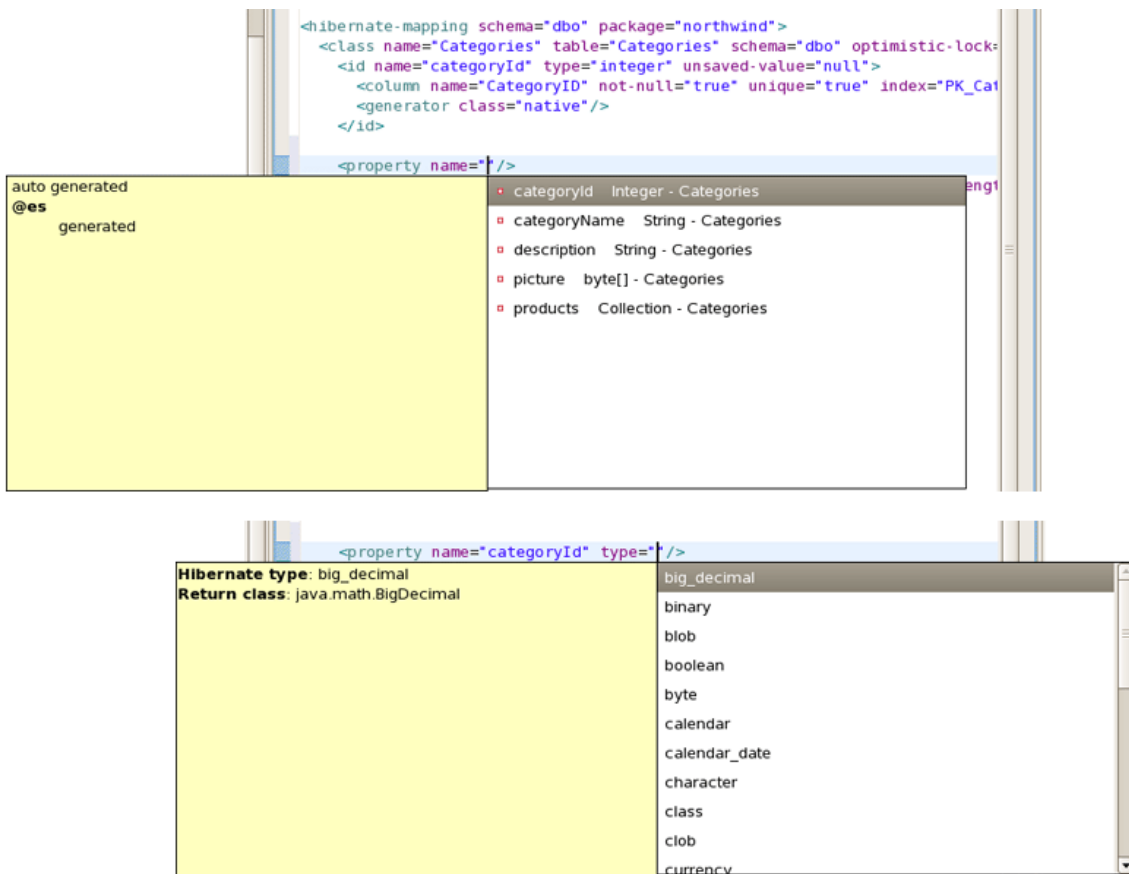 <hibernate-mapping schema="dbo" package="northwind">
<class name="Categories" table="Categories" schema="dbo" optimistic-lock=
<id name="categoryId" type="integer" unsaved-value="null">
<column name="CategoryID" not-null="true" unique="true" index="PK_Cat
<generator class="native"/>
</id>
<property name=""/>
auto generated
@es
generated
categoryId Integer - Categories
categoryName String - Categories
description String - Categories
picture byte[] - Categories
products Collection - Categories
<property name="categoryId" type=""/>
Hibernate type: big_decimal
Return class: java.math.BigDecimal
big_decimal
binary
blob
boolean
byte
calendar
calendar_date
character
class
clob
currency